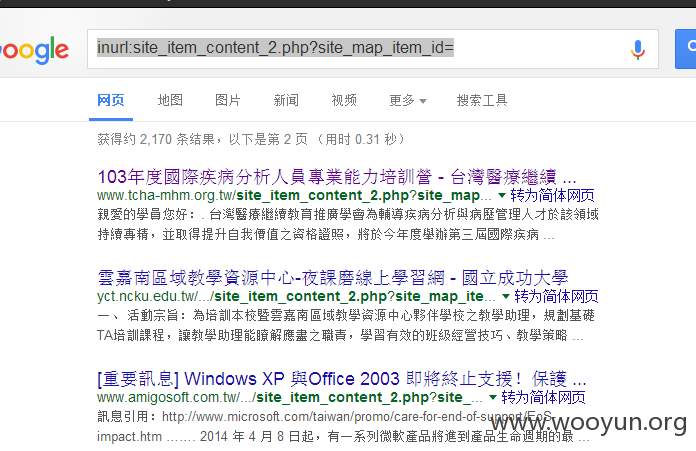 oogle
inurl:site_item_content_2.php?site_map_item_id=
网页 地图 图片 新闻 视频 更多 搜索工具
获得约 2,170 条结果，以下是第 2 页 （用时 0.31 秒）
103年度國際疾病分析人員專業能力培訓營 - 台灣醫療繼續 ...
www.tcha-mhm.org.tw/site_item_content_2.php?site_map... 转为简体网页
親愛的學員您好：. 台灣醫療繼續教育推廣學會為輔導疾病分析與病歷管理人才於該領域
持續專精，並取得提升自我價值之資格證照，將於今年度舉辦第三屆國際疾病 ...
雲嘉南區域教學資源中心-夜課磨線上學習網 - 國立成功大學
yct.ncku.edu.tw/.../site_item_content_2.php?site_map_ite... 转为简体网页
一、 活動宗旨：為培訓本校暨雲嘉南區域資源中心夥伴學校之教學助理，規劃基礎
TA培訓課程，讓教學助理能瞭解應盡之職責，學習有效的班級經營技巧、教學策略 ...
[重要訊息] Windows XP 與Office 2003 即將終止支援！保護 ...
www.amigosoft.com.tw/.../site_item_content_2.php?site_... 转为简体网页
訊息引用：http://www.microsoft.com/taiwan/promo/care-for-end-of-support/EoS-
impact.htm ……. 2014 年 4 月 8 日起，有一系列微軟產品將進到產品生命週期的最 ...
www.wooyun.org